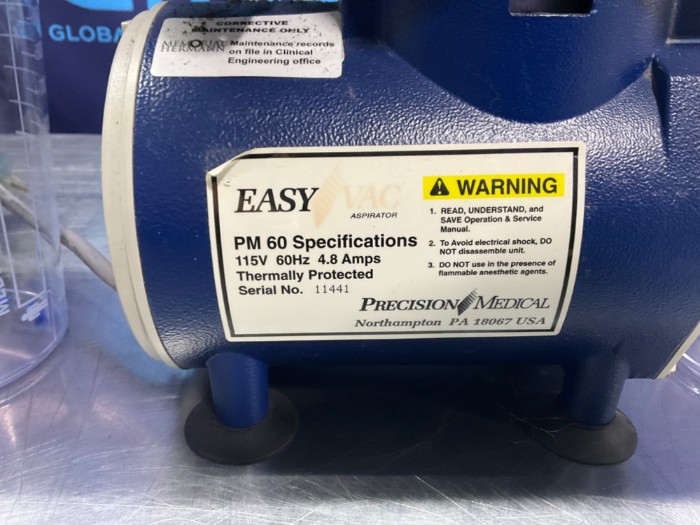 GLOBAL
CORRECTIVE
MAINTENANCE ONLY
MEMORIAL
HERMANN
Maintenance records
on file in Clinical
Engineering office
EASY VAC
ASPIRATOR
PM 60 Specifications
115V 60Hz 4.8 Amps
Thermally Protected
Serial No. 11441
WARNING
1. READ, UNDERSTAND, and
SAVE Operation & Service
Manual.
2. To Avoid electrical shock, DO
NOT disassemble unit.
3. DO NOT use in the presence of
flammable anesthetic agents.
PRECISION MEDICAL
Northampton PA 18067 USA